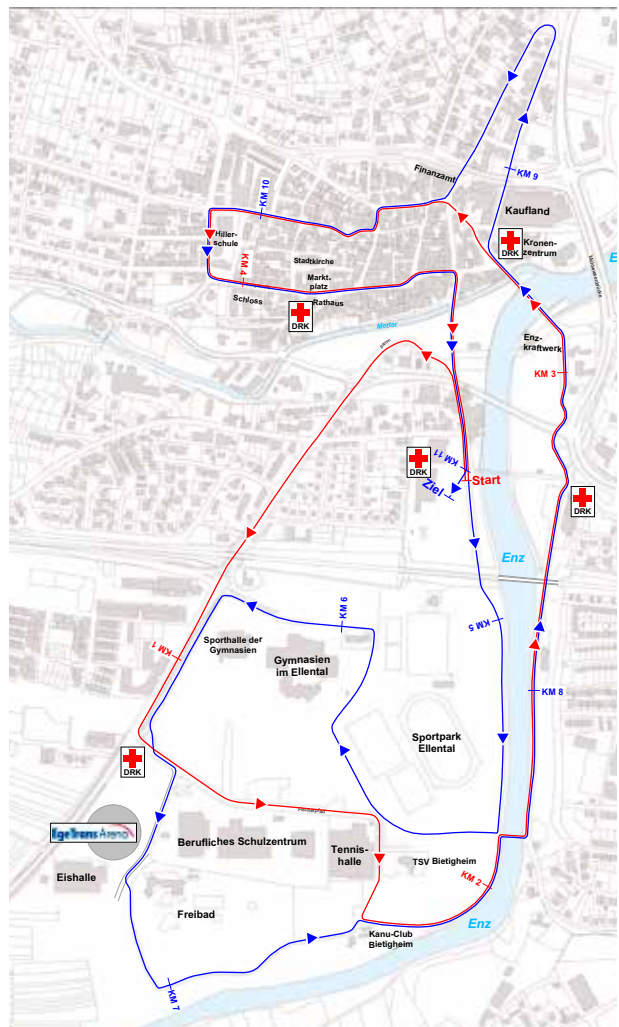 KM 9
Finanzamt
KM 10
Kaufland
Hiller-
schule
DRK
Kronen-
zentrum
Stadtkirche
KM 4
Markt-
platz
Schloss
Rathaus
DRK
Metter
Enz-
kraftwerk
KM 3
KM 11
DRK
Start
Ziel
DRK
Enz
KM 6
KM 5
Sporthalle der
Gymnasien
KM 1
Gymnasien
im Ellental
KM 8
Sportpark
Ellental
DRK
EgeTrans Arena
Berufliches Schulzentrum
Tennis-
halle
TSV Bietigheim
Eishalle
KM 2
Freibad
Kanu-Club
Bietigheim
Enz
KM 7